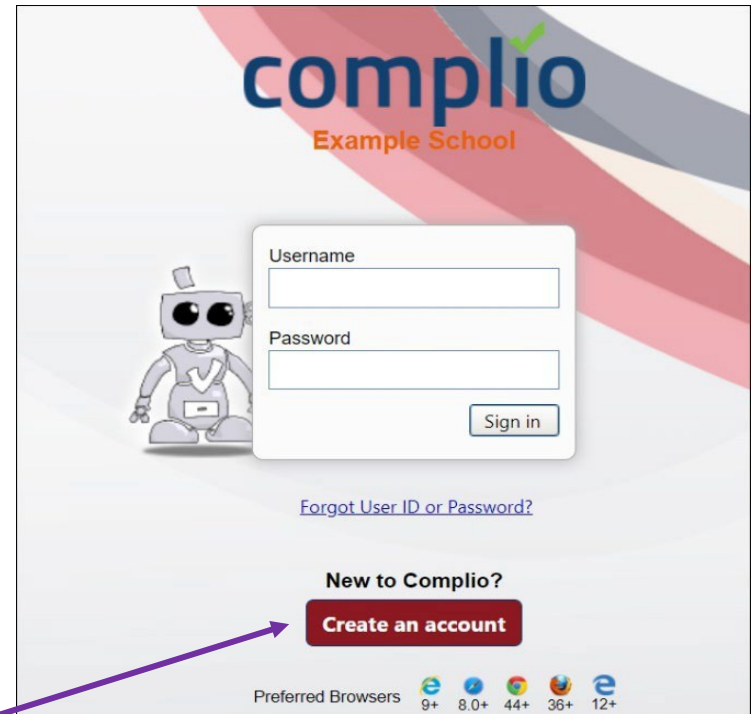 complio
Example School
Username
Password
Sign in
Forgot User ID or Password?
New to Complio?
Create an account
Preferred Browsers 9+ 8.0+ 44+ 36+ 12+